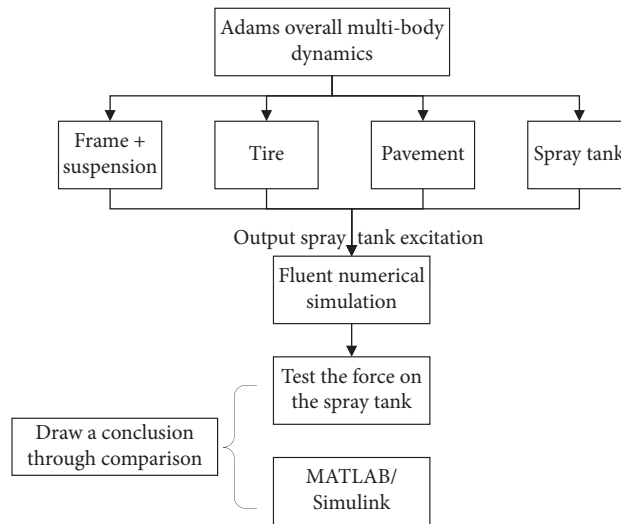 Adams overall multi-body
dynamics
Frame +
suspension
Tire
Pavement
Spray tank
Output spray tank excitation
Fluent numerical
simulation
Test the force on
the spray tank
Draw a conclusion
through comparison
MATLAB/
Simulink